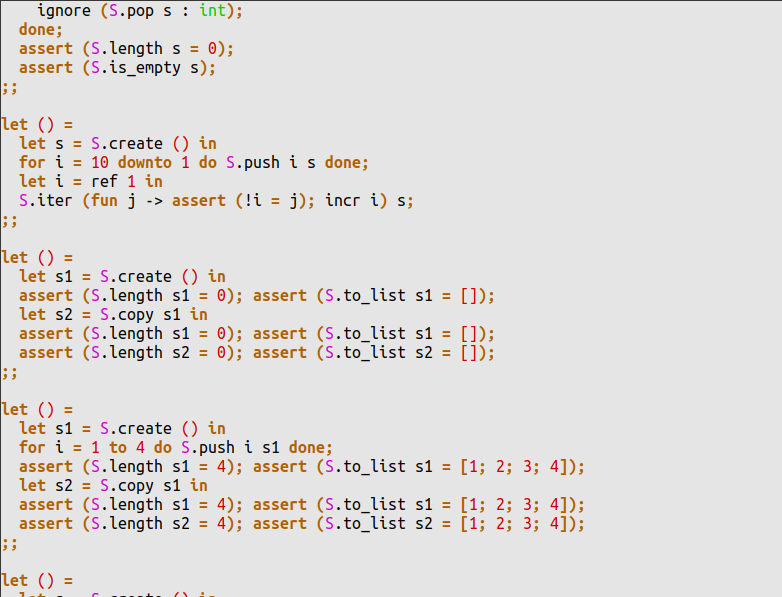 ignore (S.pop s : int);
  done;
  assert (S.length s = 0);
  assert (S.is_empty s);
;;
let () =
  let s = S.create () in
  for i = 10 downto 1 do S.push i s done;
  let i = ref 1 in
  S.iter (fun j -> assert (!i = j); incr i) s;
;;
let () =
  let s1 = S.create () in
  assert (S.length s1 = 0); assert (S.to_list s1 = []);
  let s2 = S.copy s1 in
  assert (S.length s1 = 0); assert (S.to_list s1 = []);
  assert (S.length s2 = 0); assert (S.to_list s2 = []);
;;
let () =
  let s1 = S.create () in
  for i = 1 to 4 do S.push i s1 done;
  assert (S.length s1 = 4); assert (S.to_list s1 = [1; 2; 3; 4]);
  let s2 = S.copy s1 in
  assert (S.length s1 = 4); assert (S.to_list s1 = [1; 2; 3; 4]);
  assert (S.length s2 = 4); assert (S.to_list s2 = [1; 2; 3; 4]);
;;
let () =